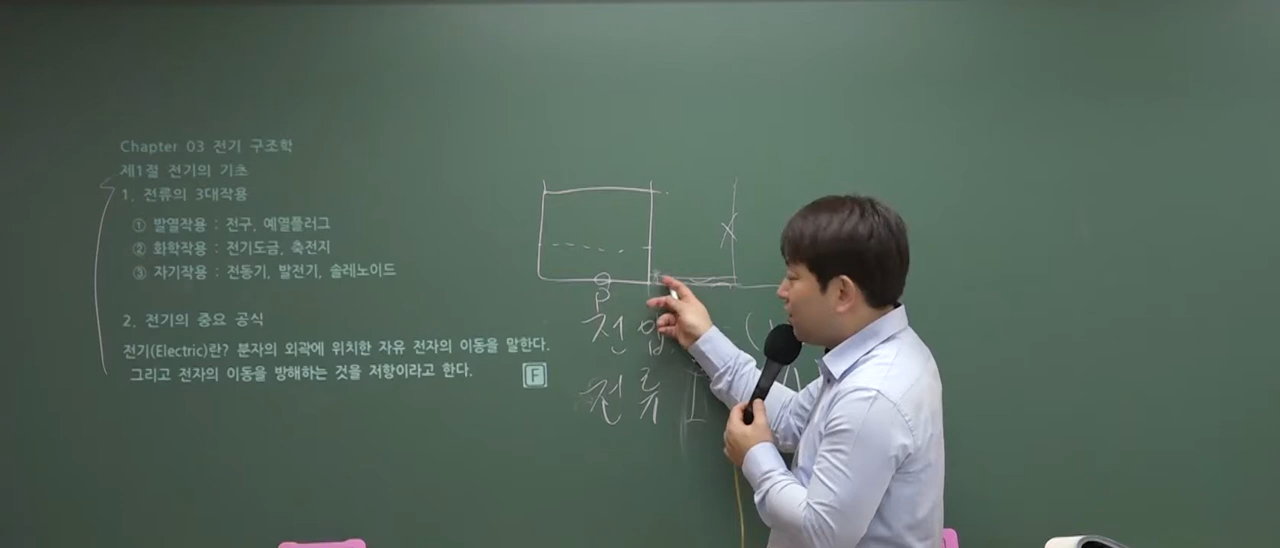 Chapter 03 전기 구조학
제1절 전기의 기초
1. 전류의 3대작용
① 발열작용 : 전구, 예열플러그
② 화학작용 : 전기도금, 축전지
③ 자기작용 : 전동기, 발전기, 솔레노이드
2. 전기의 중요 공식
전기(Electric)란? 분자의 외곽에 위치한 자유 전자의 이동을 말한다.
그리고 전자의 이동을 방해하는 것을 저항이라고 한다.
F
P
전압
전류 I